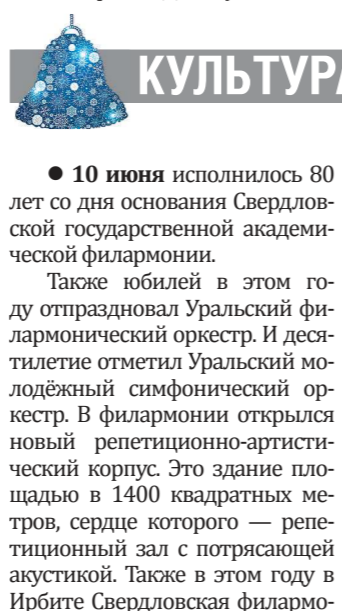 КУЛЬТУРА
● 10 июня исполнилось 80
лет со дня основания Свердлов-
ской государственной академи-
ческой филармонии.
Также юбилей в этом го-
ду отпраздновал Уральский фи-
лармонический оркестр. И деся-
тилетие отметил Уральский мо-
лодёжный симфонический ор-
кестр. В филармонии открылся
новый репетиционно-артисти-
ческий корпус. Это здание пло-
щадью в 1400 квадратных ме-
тров, сердце которого — репе-
тиционный зал с потрясающей
акустикой. Также в этом году в
Ирбите Свердловская филармо-